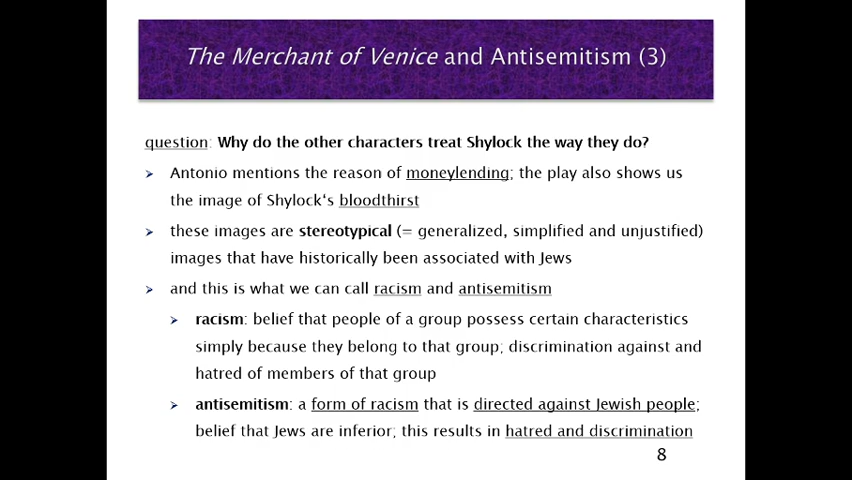 The Merchant of Venice and Antisemitism (3)
question: Why do the other characters treat Shylock the way they do?
➢ Antonio mentions the reason of moneylending; the play also shows us
the image of Shylock‘s bloodthirst
➢ these images are stereotypical (= generalized, simplified and unjustified)
images that have historically been associated with Jews
➢ and this is what we can call racism and antisemitism
➢ racism: belief that people of a group possess certain characteristics
simply because they belong to that group; discrimination against and
hatred of members of that group
➢ antisemitism: a form of racism that is directed against Jewish people;
belief that Jews are inferior; this results in hatred and discrimination
8